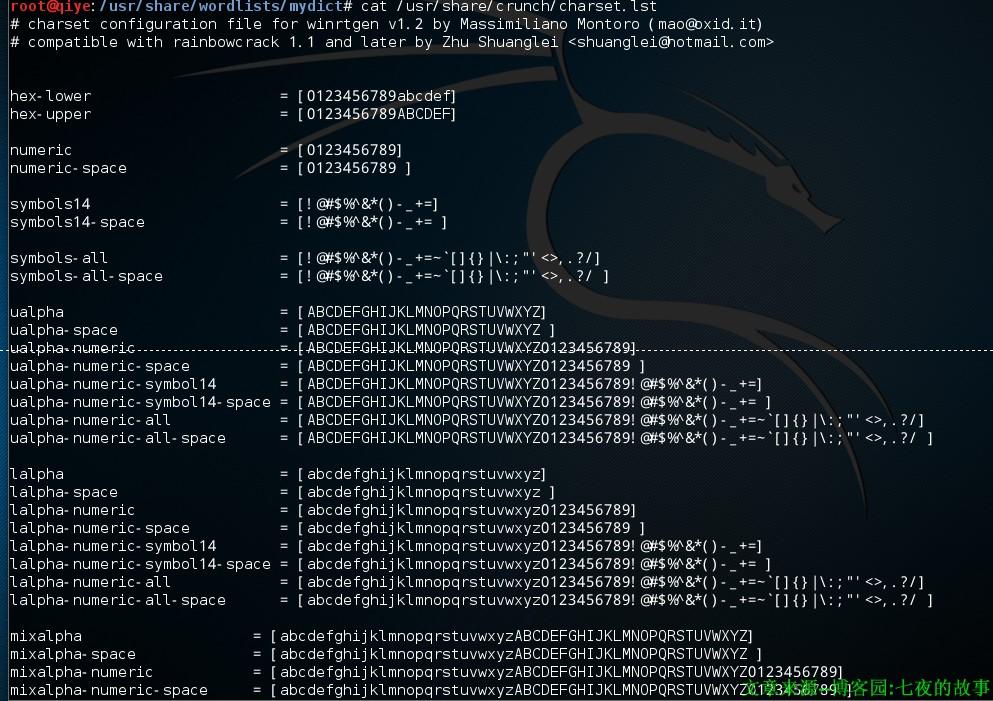 root@qiye:/usr/share/wordlists/mydict# cat /usr/share/crunch/charset.lst
# charset configuration file for winrtgen v1.2 by Massimiliano Montoro (mao@oxid.it)
# compatible with rainbowcrack 1.1 and later by Zhu Shuanglei <shuanglei@hotmail.com>
hex-lower = [0123456789abcdef]
hex-upper = [0123456789ABCDEF]
numeric = [0123456789]
numeric-space = [0123456789 ]
symbols14 = [!@#$%^&*()-_+=]
symbols14-space = [!@#$%^&*()-_+= ]
symbols-all = [!@#$%^&*()-_+=~`[]{}|\:;"'<>,.?/]
symbols-all-space = [!@#$%^&*()-_+=~`[]{}|\:;"'<>,.?/ ]
ualpha = [ABCDEFGHIJKLMNOPQRSTUVWXYZ]
ualpha-space = [ABCDEFGHIJKLMNOPQRSTUVWXYZ ]
ualpha-numeric = [ABCDEFGHIJKLMNOPQRSTUVWXYZ0123456789]
ualpha-numeric-space = [ABCDEFGHIJKLMNOPQRSTUVWXYZ0123456789 ]
ualpha-numeric-symbol14 = [ABCDEFGHIJKLMNOPQRSTUVWXYZ0123456789!@#$%^&*()-_+=]
ualpha-numeric-symbol14-space = [ABCDEFGHIJKLMNOPQRSTUVWXYZ0123456789!@#$%^&*()-_+= ]
ualpha-numeric-all = [ABCDEFGHIJKLMNOPQRSTUVWXYZ0123456789!@#$%^&*()-_+=~`[]{}|\:;"'<>,.?/]
ualpha-numeric-all-space = [ABCDEFGHIJKLMNOPQRSTUVWXYZ0123456789!@#$%^&*()-_+=~`[]{}|\:;"'<>,.?/ ]
lalpha = [abcdefghijklmnopqrstuvwxyz]
lalpha-space = [abcdefghijklmnopqrstuvwxyz ]
lalpha-numeric = [abcdefghijklmnopqrstuvwxyz0123456789]
lalpha-numeric-space = [abcdefghijklmnopqrstuvwxyz0123456789 ]
lalpha-numeric-symbol14 = [abcdefghijklmnopqrstuvwxyz0123456789!@#$%^&*()-_+=]
lalpha-numeric-symbol14-space = [abcdefghijklmnopqrstuvwxyz0123456789!@#$%^&*()-_+= ]
lalpha-numeric-all = [abcdefghijklmnopqrstuvwxyz0123456789!@#$%^&*()-_+=~`[]{}|\:;"'<>,.?/]
lalpha-numeric-all-space = [abcdefghijklmnopqrstuvwxyz0123456789!@#$%^&*()-_+=~`[]{}|\:;"'<>,.?/ ]
mixalpha = [abcdefghijklmnopqrstuvwxyzABCDEFGHIJKLMNOPQRSTUVWXYZ]
mixalpha-space = [abcdefghijklmnopqrstuvwxyzABCDEFGHIJKLMNOPQRSTUVWXYZ ]
mixalpha-numeric = [abcdefghijklmnopqrstuvwxyzABCDEFGHIJKLMNOPQRSTUVWXYZ0123456789]
mixalpha-numeric-space = [abcdefghijklmnopqrstuvwxyzABCDEFGHIJKLMNOPQRSTUVWXYZ0123456789 ]
文章来源-博客园:七夜的故事